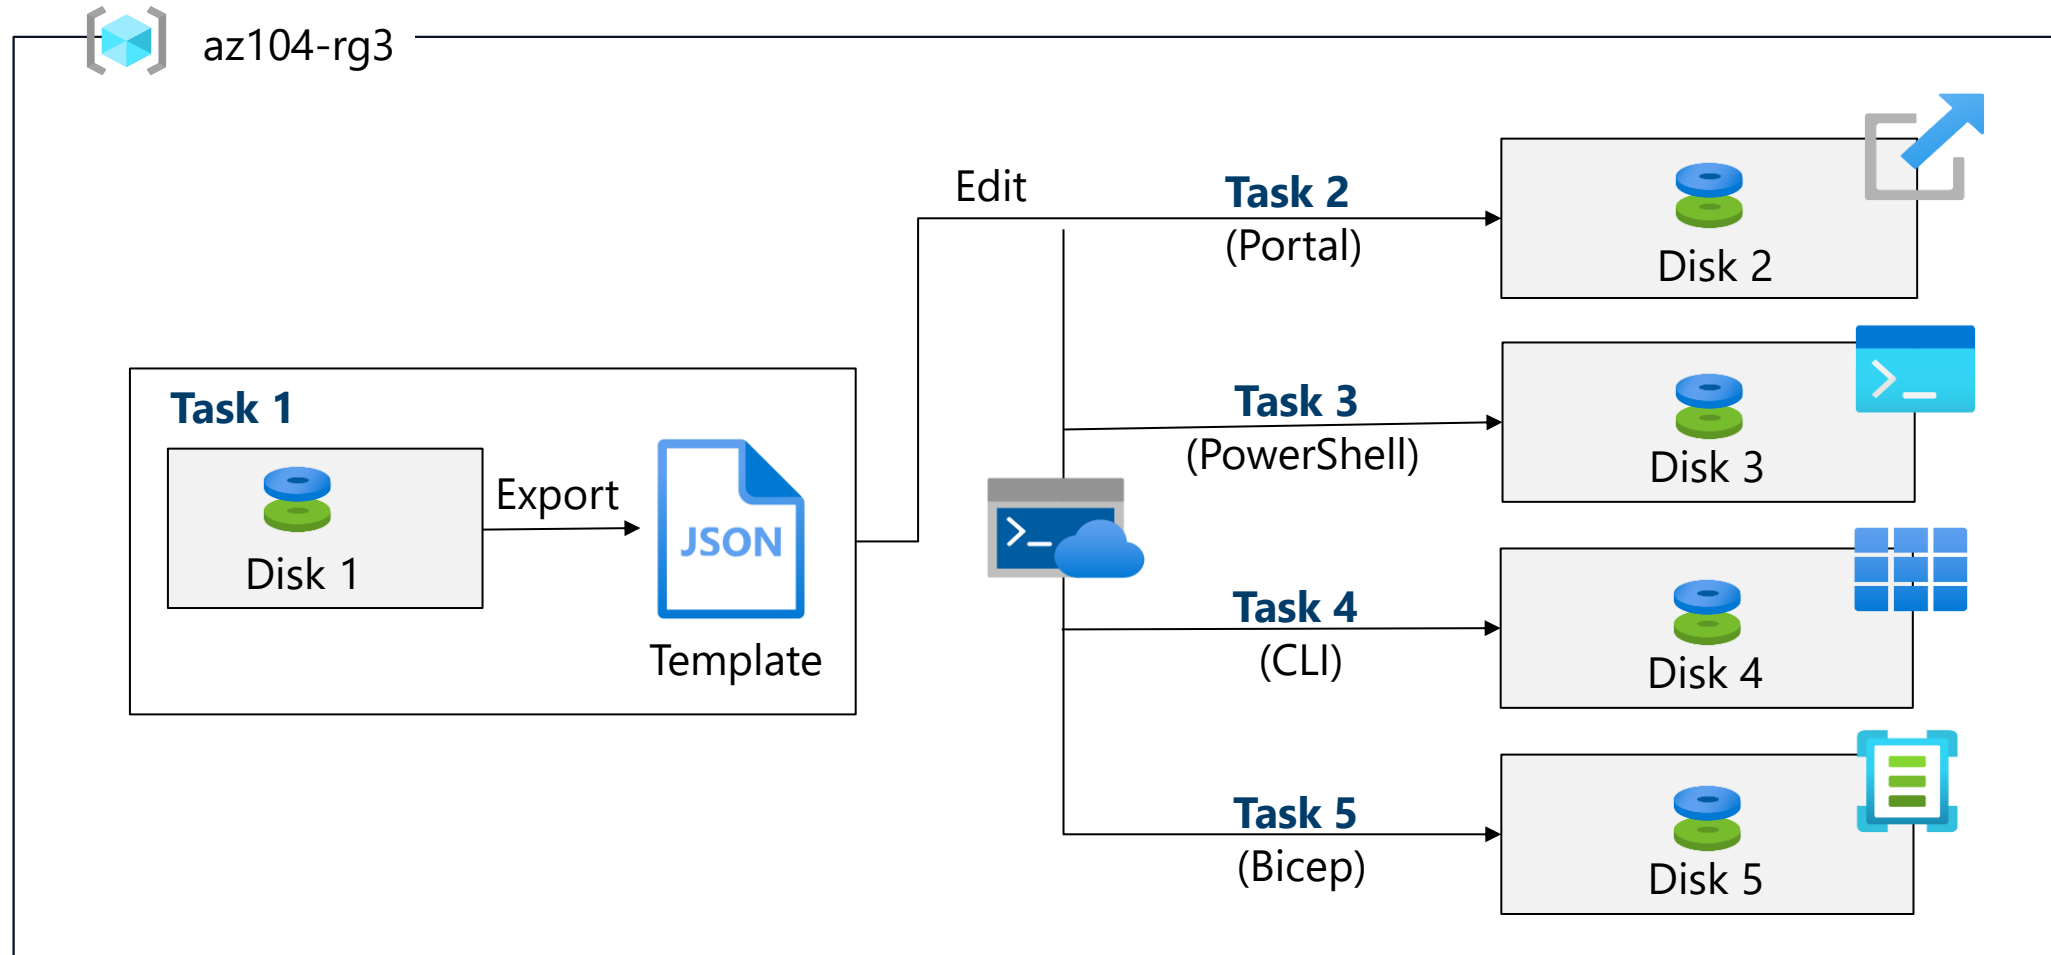 az104-rg3
Task 1
Disk 1
Export
JSON
Template
Edit
Task 2
(Portal)
Disk 2
Task 3
(PowerShell)
Disk 3
>_
>_
Task 4
(CLI)
Disk 4
Task 5
(Bicep)
Disk 5